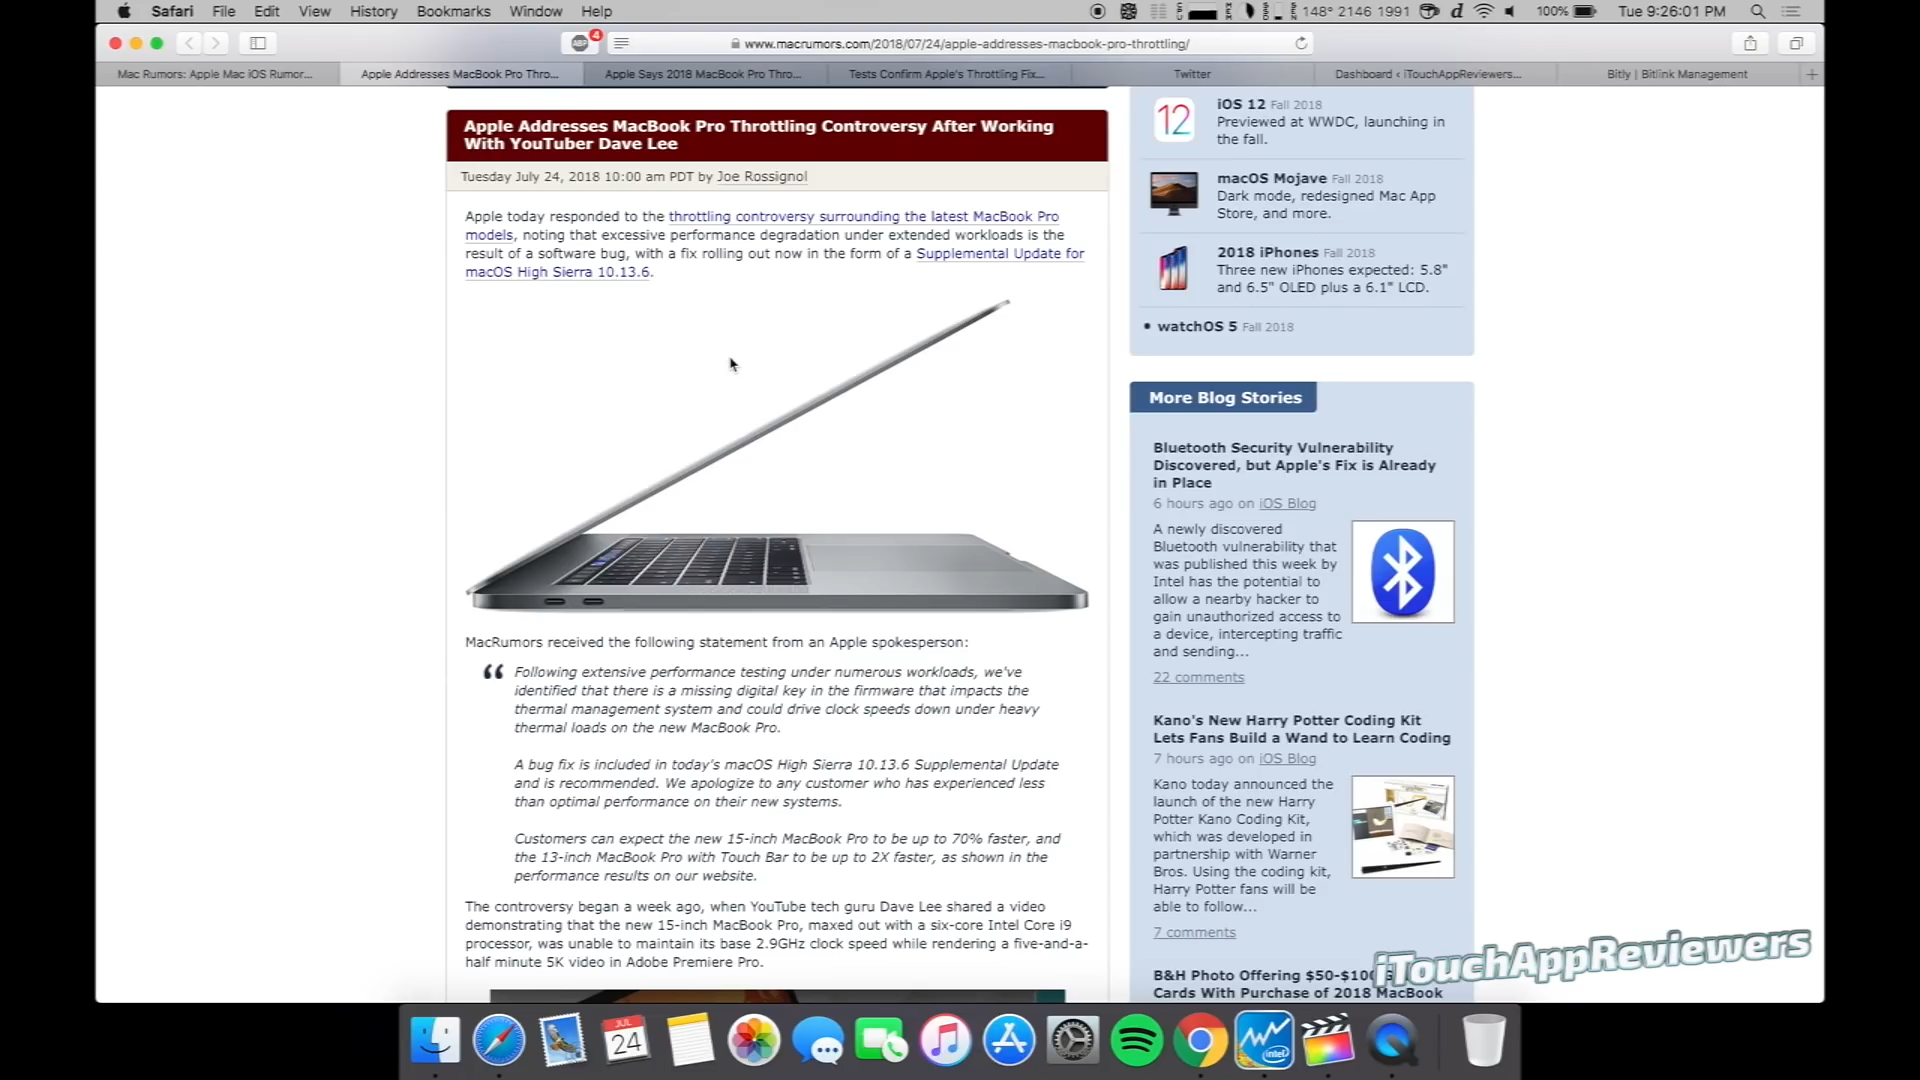 Safari File Edit View History Bookmarks Window Help
148° 2146 1991
100%
Tue 9:26:01 PM
ABP 4
www.macrumors.com/2018/07/24/apple-addresses-macbook-pro-throttling/
Mac Rumors: Apple Mac iOS Rumor...
Apple Addresses MacBook Pro Thro...
Apple Says 2018 MacBook Pro Thro...
Tests Confirm Apple's Throttling Fix...
Twitter
Dashboard ‹ iTouchAppReviewers...
Bitly | Bitlink Management
Apple Addresses MacBook Pro Throttling Controversy After Working
With YouTuber Dave Lee
Tuesday July 24, 2018 10:00 am PDT by Joe Rossignol
Apple today responded to the throttling controversy surrounding the latest MacBook Pro
models, noting that excessive performance degradation under extended workloads is the
result of a software bug, with a fix rolling out now in the form of a Supplemental Update for
macOS High Sierra 10.13.6.
MacRumors received the following statement from an Apple spokesperson:
“ Following extensive performance testing under numerous workloads, we've
identified that there is a missing digital key in the firmware that impacts the
thermal management system and could drive clock speeds down under heavy
thermal loads on the new MacBook Pro.
A bug fix is included in today's macOS High Sierra 10.13.6 Supplemental Update
and is recommended. We apologize to any customer who has experienced less
than optimal performance on their new systems.
Customers can expect the new 15-inch MacBook Pro to be up to 70% faster, and
the 13-inch MacBook Pro with Touch Bar to be up to 2X faster, as shown in the
performance results on our website.
The controversy began a week ago, when YouTube tech guru Dave Lee shared a video
demonstrating that the new 15-inch MacBook Pro, maxed out with a six-core Intel Core i9
processor, was unable to maintain its base 2.9GHz clock speed while rendering a five-and-a-
half minute 5K video in Adobe Premiere Pro.
12
iOS 12 Fall 2018
Previewed at WWDC, launching in
the fall.
macOS Mojave Fall 2018
Dark mode, redesigned Mac App
Store, and more.
2018 iPhones Fall 2018
Three new iPhones expected: 5.8"
and 6.5" OLED plus a 6.1" LCD.
• watchOS 5 Fall 2018
More Blog Stories
Bluetooth Security Vulnerability
Discovered, but Apple's Fix is Already
in Place
6 hours ago on iOS Blog
A newly discovered
Bluetooth vulnerability that
was published this week by
Intel has the potential to
allow a nearby hacker to
gain unauthorized access to
a device, intercepting traffic
and sending...
22 comments
Kano's New Harry Potter Coding Kit
Lets Fans Build a Wand to Learn Coding
7 hours ago on iOS Blog
Kano today announced the
launch of the new Harry
Potter Kano Coding Kit,
which was developed in
partnership with Warner
Bros. Using the coding kit,
Harry Potter fans will be
able to follow...
7 comments
B&H Photo Offering $50-$100
Cards With Purchase of 2018 MacBook
iTouchAppReviewers
JUL
24
intel